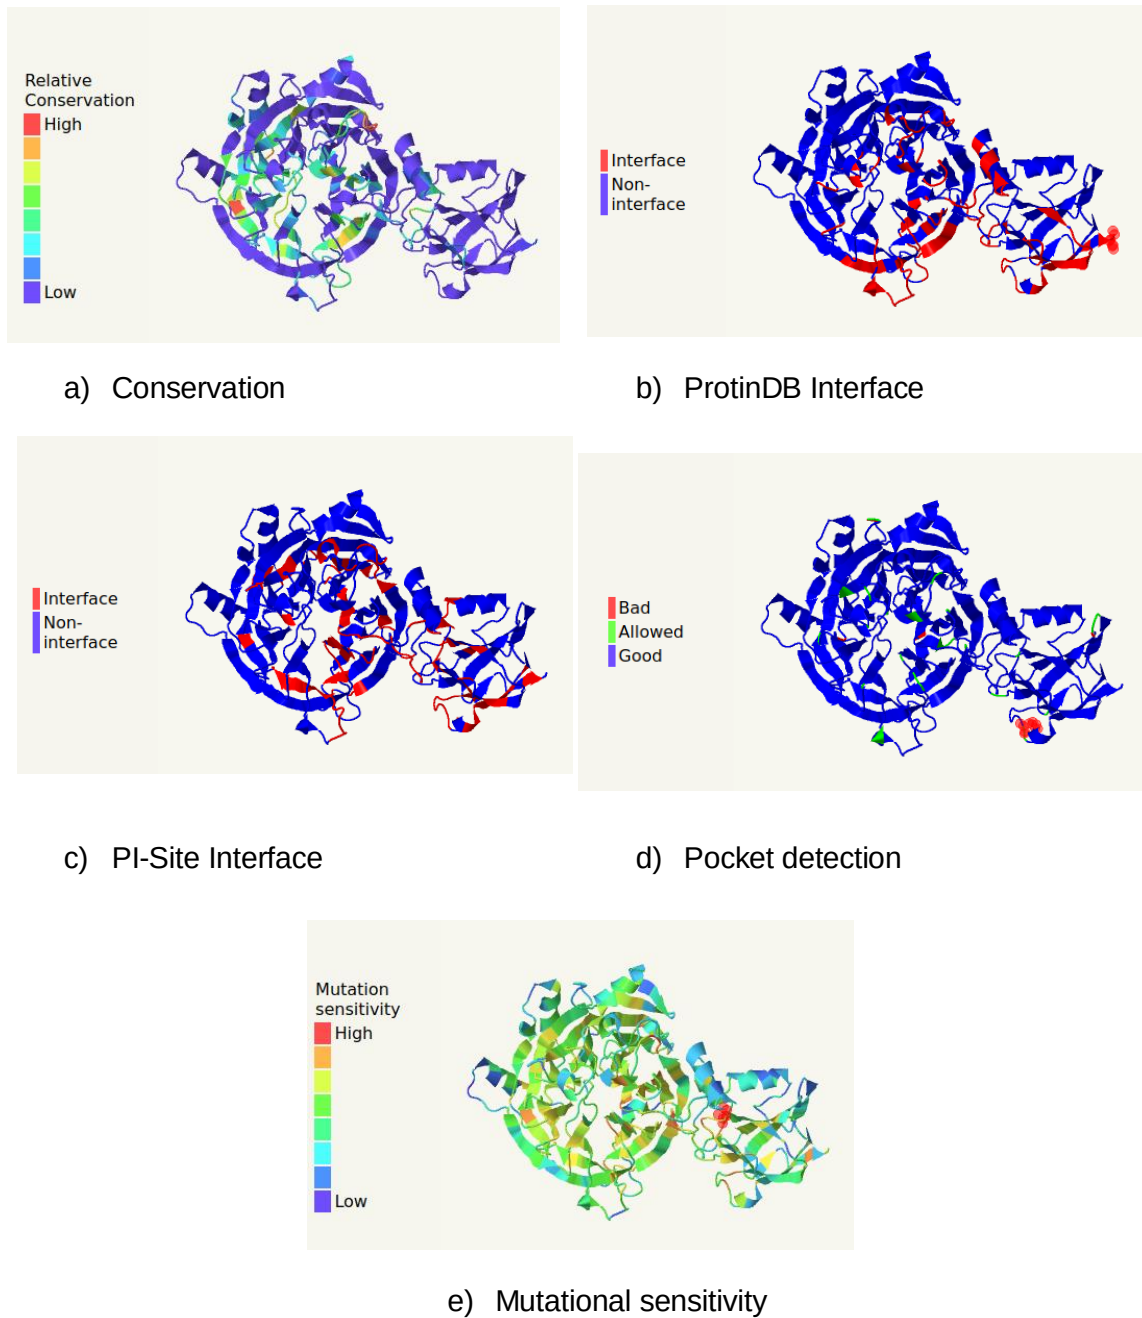 Relative
Conservation
High
Low
Interface
Non-
interface
a) Conservation
b) ProtinDB Interface
Interface
Non-
interface
Bad
Allowed
Good
c) PI-Site Interface
d) Pocket detection
Mutation
sensitivity
High
Low
e) Mutational sensitivity